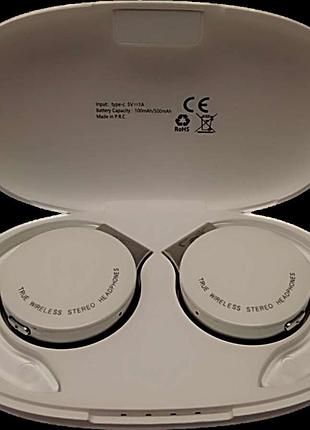 Input: type-c 5V⎓1A
Battery Capacity : 100mAh/500mAh
Made in P.R.C
CE
RoHS
TRUE WIRELESS STEREO HEADPHONES
TRUE WIRELESS STEREO HEADPHONES